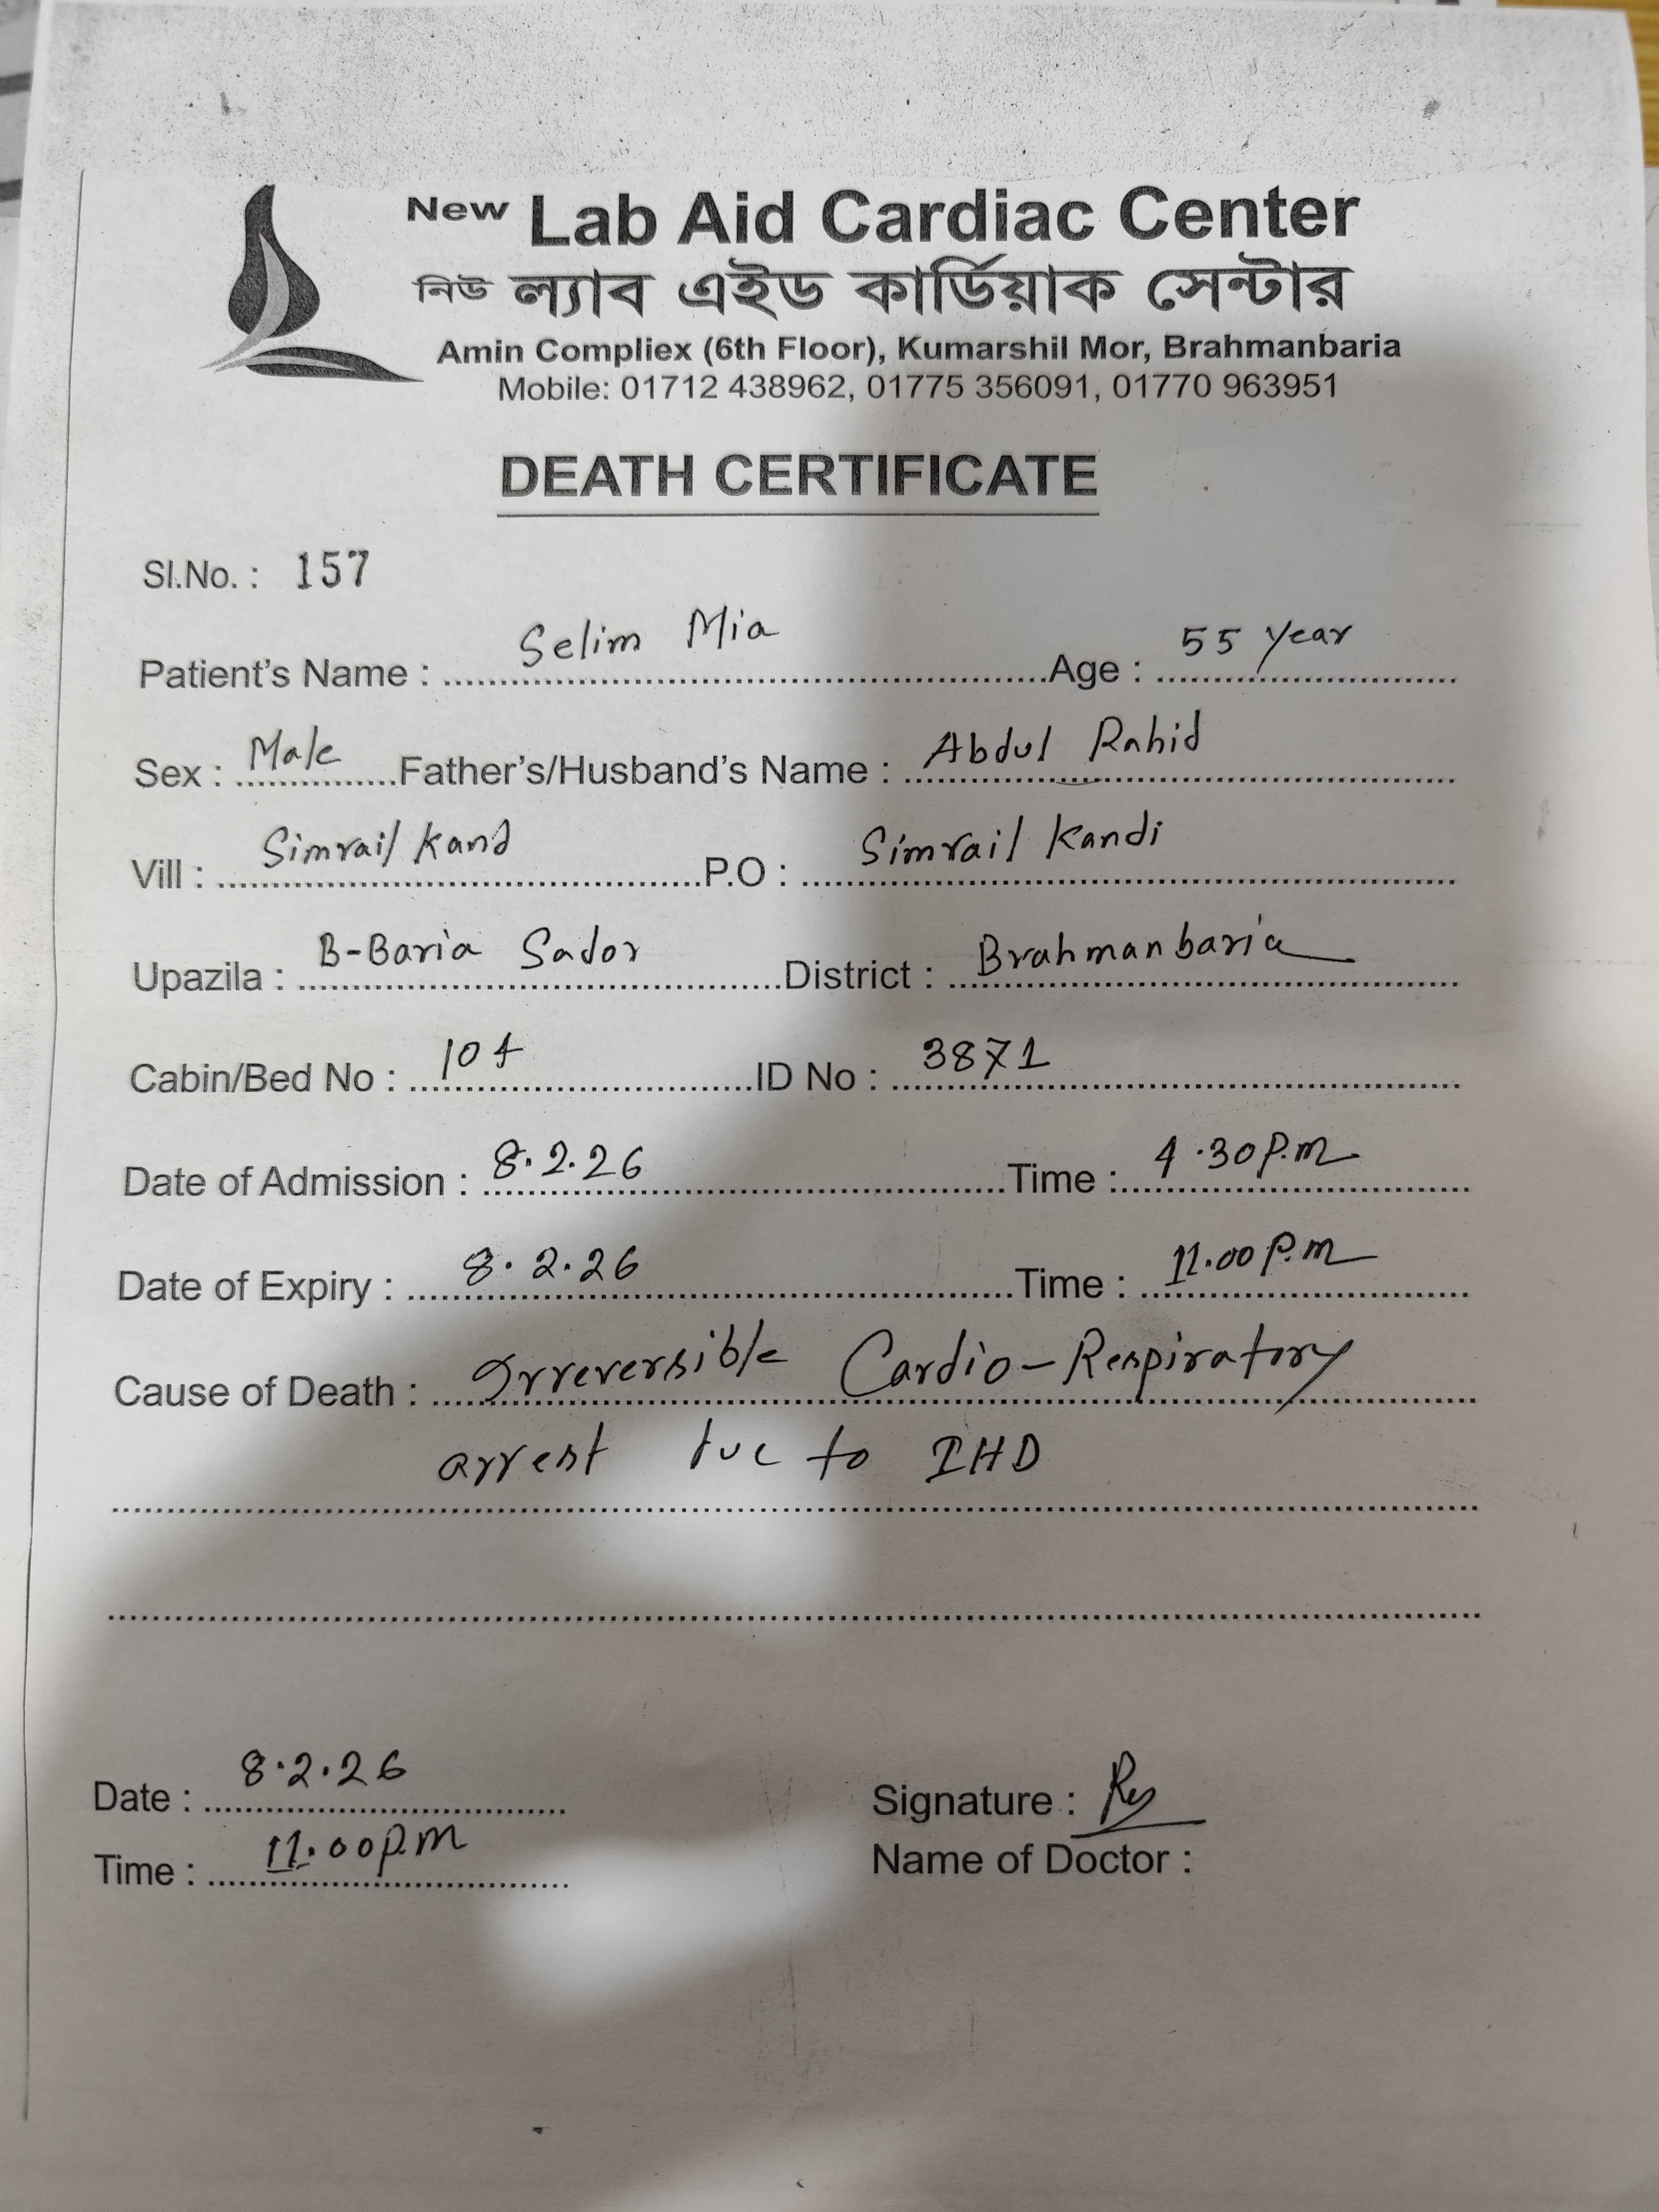 New Lab Aid Cardiac Center
নিউ ল্যাব এইড কার্ডিয়াক সেন্টার
Amin Compliex (6th Floor), Kumarshil Mor, Brahmanbaria
Mobile: 01712 438962, 01775 356091, 01770 963951
DEATH CERTIFICATE
Sl.No. : 157
Patient's Name : Selim Mia Age : 55 year
Sex : Male Father's/Husband's Name : Abdul Rahid
Vill : Simrail Kand P.O : Simrail Kandi
Upazila : B-Baria Sador District : Brahmanbaria
Cabin/Bed No : 104 ID No : 3871
Date of Admission : 8.2.26 Time : 4.30 P.m
Date of Expiry : 8.2.26 Time : 11.00 P.m
Cause of Death : Irreversible Cardio-Respiratory
arrest due to IHD
Date : 8.2.26 Signature :
Time : 11.00 P.m Name of Doctor :